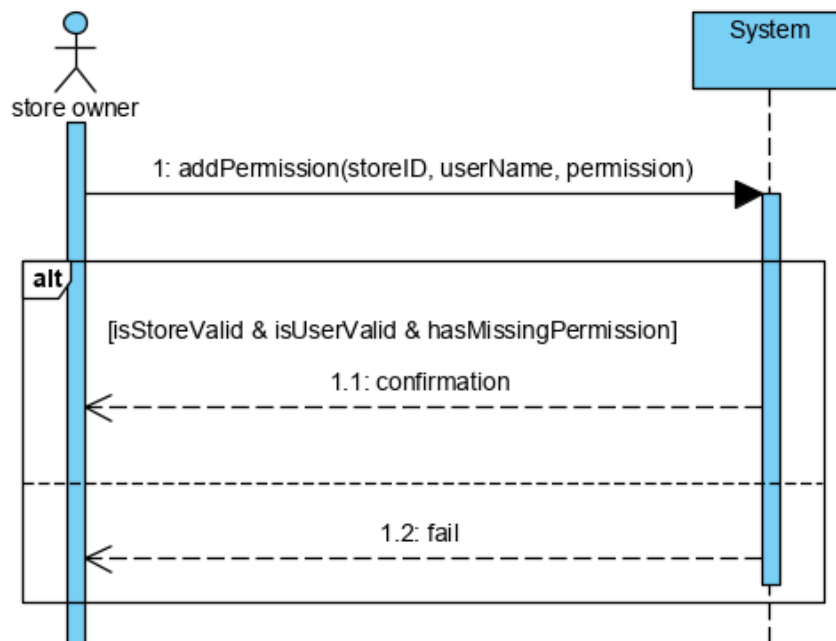 System
store owner
1: addPermission(storeID, userName, permission)
alt
[isStoreValid & isUserValid & hasMissingPermission]
1.1: confirmation
1.2: fail